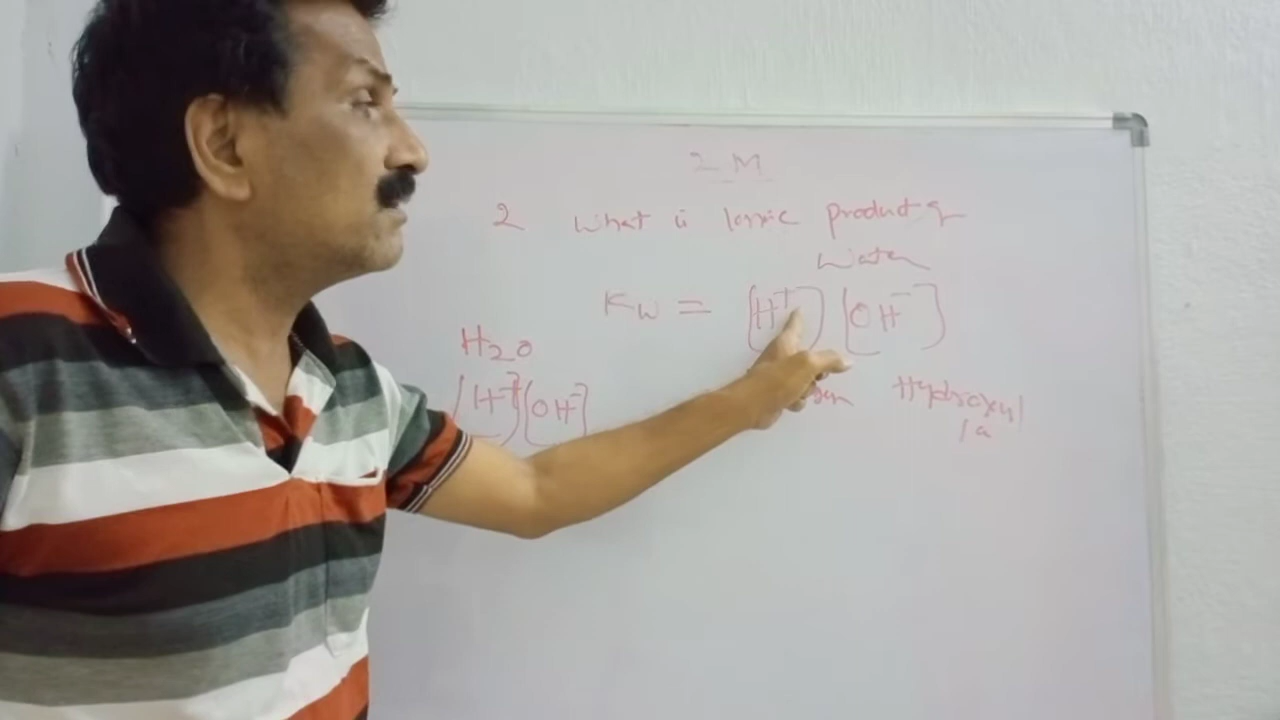 2 M
2 What is Ionic product of
water
Kw = [H+] [OH-]
H2O
[H+] [OH-]
Hydroxyl